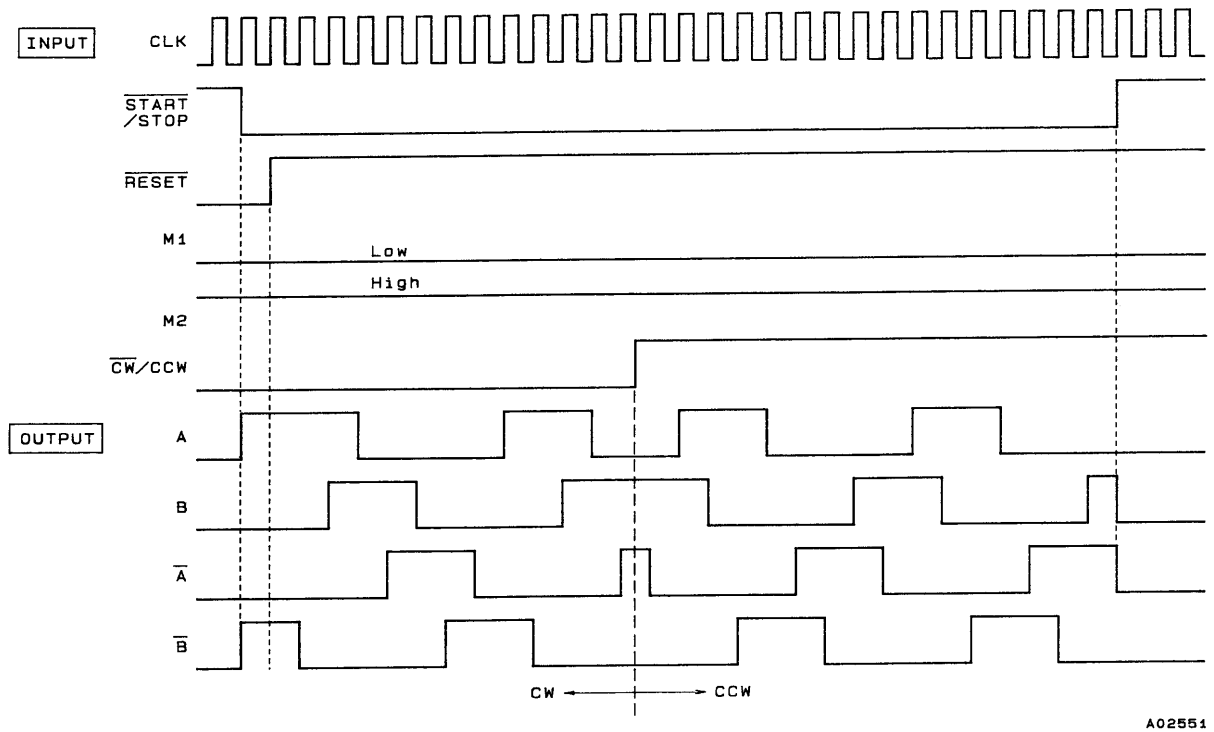 INPUT
CLK
START
/STOP
RESET
M1
Low
High
M2
CW/CCW
OUTPUT
A
B
A
B
CW
CCW
A02551